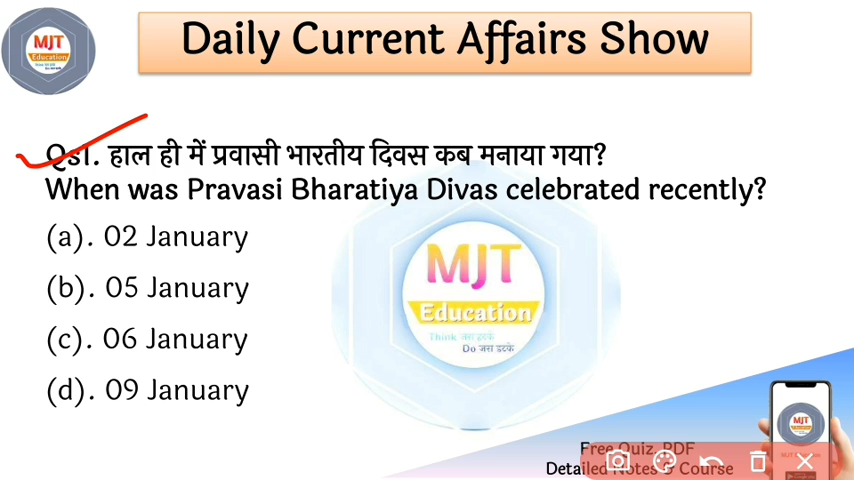 MJT
Education
Daily Current Affairs Show
Qs1. हाल ही में प्रवासी भारतीय दिवस कब मनाया गया?
When was Pravasi Bharatiya Divas celebrated recently?
(a). 02 January
(b). 05 January
(c). 06 January
(d). 09 January
MJT
Education
Think जरा हटके
Do जरा डटके
Free Quiz, PDF
Detailed Notes & Course
MJT